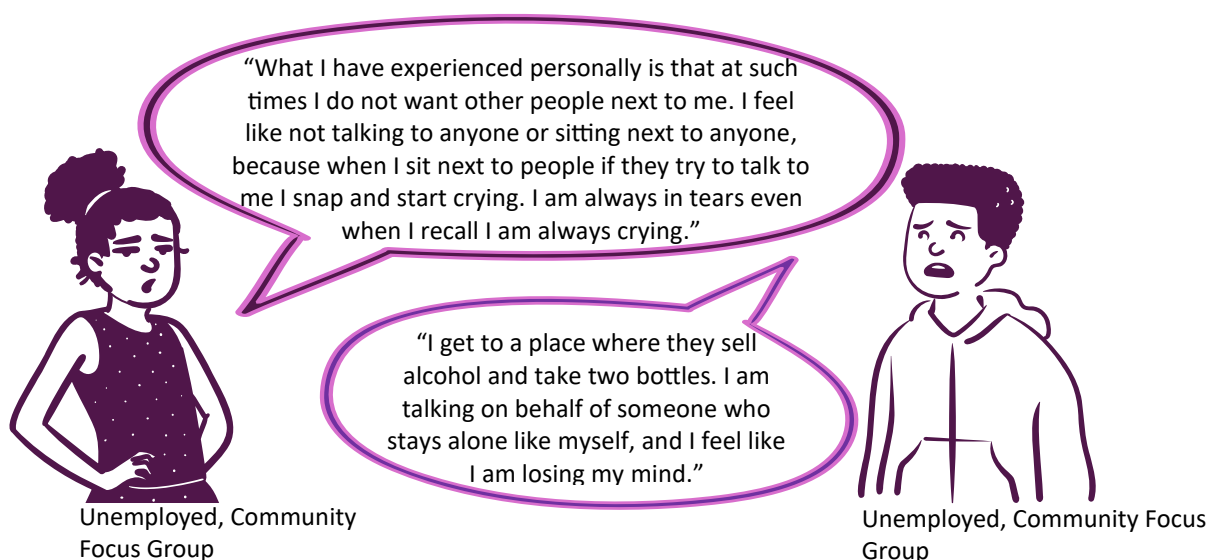 “What I have experienced personally is that at such
times I do not want other people next to me. I feel
like not talking to anyone or sitting next to anyone,
because when I sit next to people if they try to talk to
me I snap and start crying. I am always in tears even
when I recall I am always crying.”
“I get to a place where they sell
alcohol and take two bottles. I am
talking on behalf of someone who
stays alone like myself, and I feel like
I am losing my mind.”
Unemployed, Community
Focus Group
Unemployed, Community Focus
Group